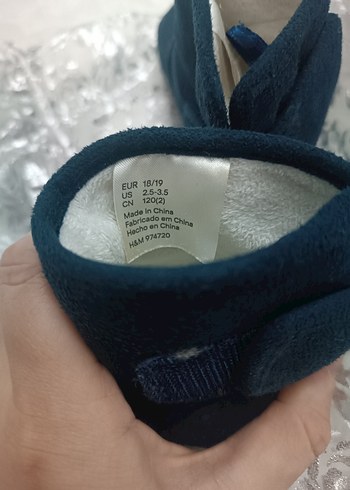 EUR 18/19
US 2.5-3.5
CN 120(2)
Made in China
Fabricado em China
Hecho en China
H&M 974720